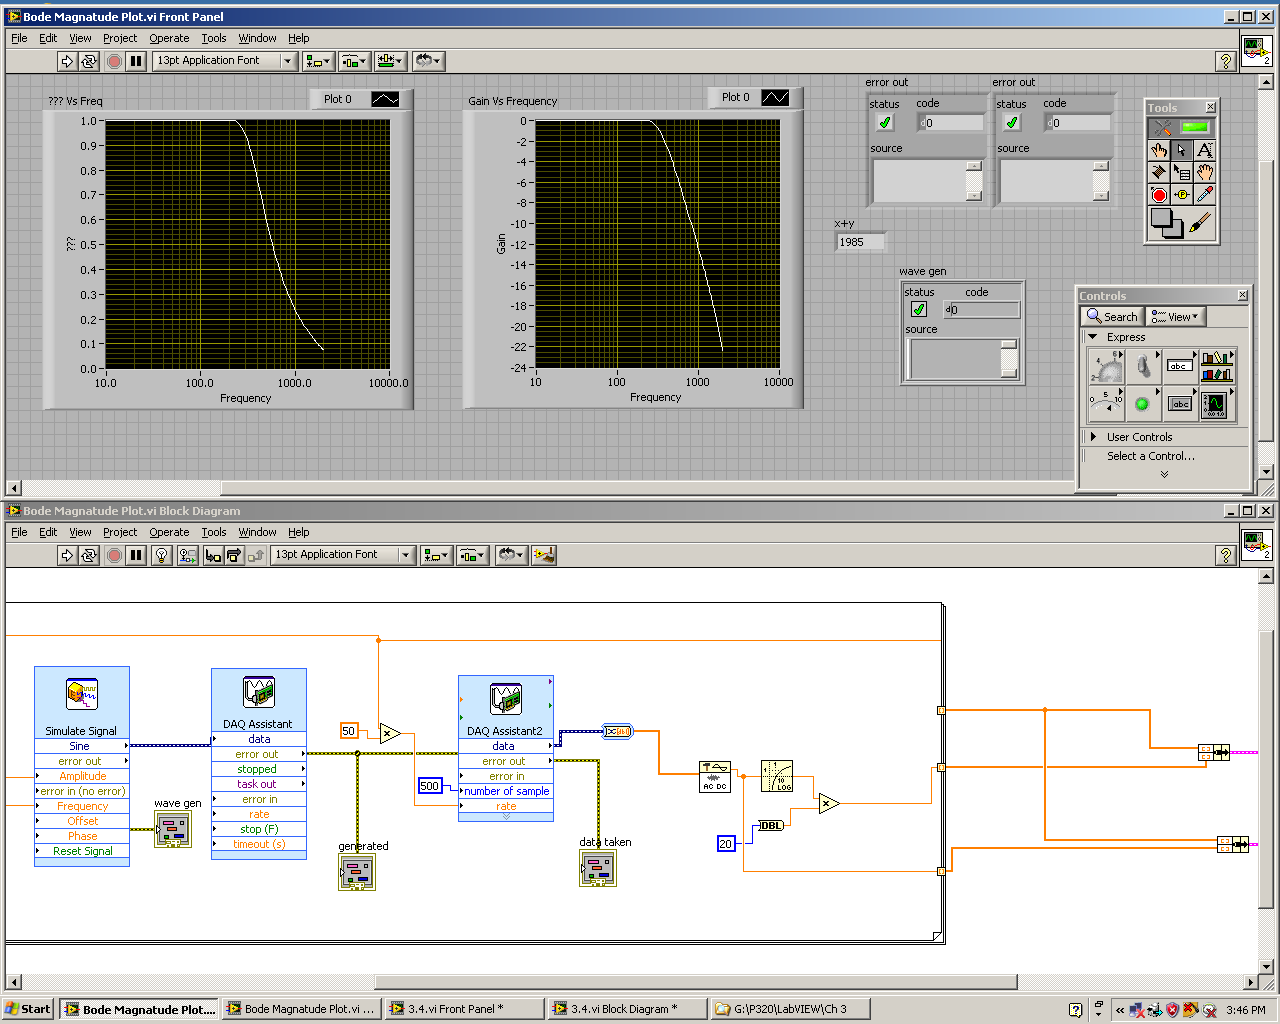 Bode Magnatude Plot.vi Front Panel
File Edit View Project Operate Tools Window Help
13pt Application Font
2
??? Vs Freq
Plot 0
1.0
0.9
0.8
0.7
0.6
0.5
0.4
0.3
0.2
0.1
0.0
???
10.0 100.0 1000.0 10000.0
Frequency
Gain Vs Frequency
Plot 0
0
-2
-4
-6
-8
-10
-12
-14
-16
-18
-20
-22
-24
Gain
10 100 1000 10000
Frequency
error out
status code
d0
source
error out
status code
d0
source
x+y
1985
wave gen
status code
d0
source
Tools
Controls
Search View
Express
User Controls
Select a Control...
Bode Magnatude Plot.vi Block Diagram
File Edit View Project Operate Tools Window Help
13pt Application Font
2
Simulate Signal
Sine
error out
Amplitude
error in (no error)
Frequency
Offset
Phase
Reset Signal
wave gen
DAQ Assistant
data
error out
stopped
task out
error in
rate
stop (F)
timeout (s)
generated
50
500
DAQ Assistant2
data
error out
error in
number of sample
rate
data taken
AC DC
LOG
DBL
20
Start
Bode Magnatude Plot....
Bode Magnatude Plot.vi ...
3.4.vi Front Panel *
3.4.vi Block Diagram *
G:\P320\LabVIEW\Ch 3
3:46 PM